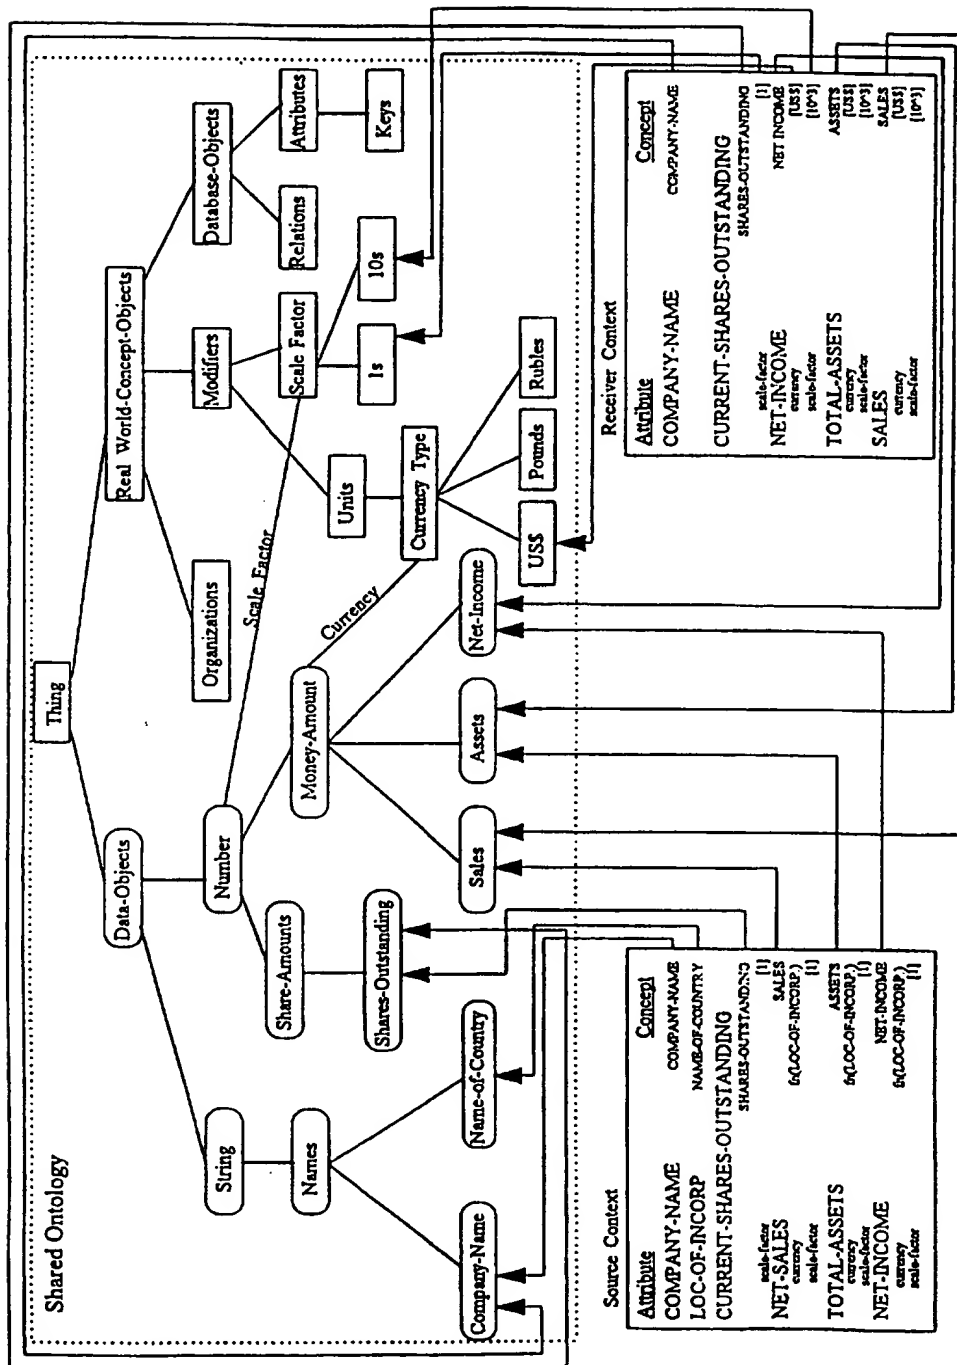 Shared Ontology
Thing
Data-Objects
Real World-Concept-Objects
String
Number
Organizations
Modifiers
Database-Objects
Scale Factor
Names
Share-Amounts
Money-Amount
Units
Scale Factor
Relations
Attributes
Currency
Shares-Outstanding
Currency Type
1s
10s
Keys
Company-Name
Name-of-Country
Sales
Assets
Net-Income
US$
Pounds
Rubles
Source Context
Attribute Concept
COMPANY-NAME COMPANY-NAME
LOC-OF-INCORP NAME-OF-COUNTRY
CURRENT-SHARES-OUTSTANDING
SHARES-OUTSTANDING
scale-factor [1]
NET-SALES SALES
currency fn(LOC-OF-INCORP.)
scale-factor [1]
TOTAL-ASSETS ASSETS
currency fn(LOC-OF-INCORP.)
scale-factor [1]
NET-INCOME NET-INCOME
currency fn(LOC-OF-INCORP.)
scale-factor [1]
Receiver Context
Attribute Concept
COMPANY-NAME COMPANY-NAME
CURRENT-SHARES-OUTSTANDING
SHARES-OUTSTANDING
scale-factor [1]
NET-INCOME NET INCOME
currency [US$]
scale-factor [10^3]
TOTAL-ASSETS ASSETS
currency [US$]
scale-factor [10^3]
SALES SALES
currency [US$]
scale-factor [10^3]